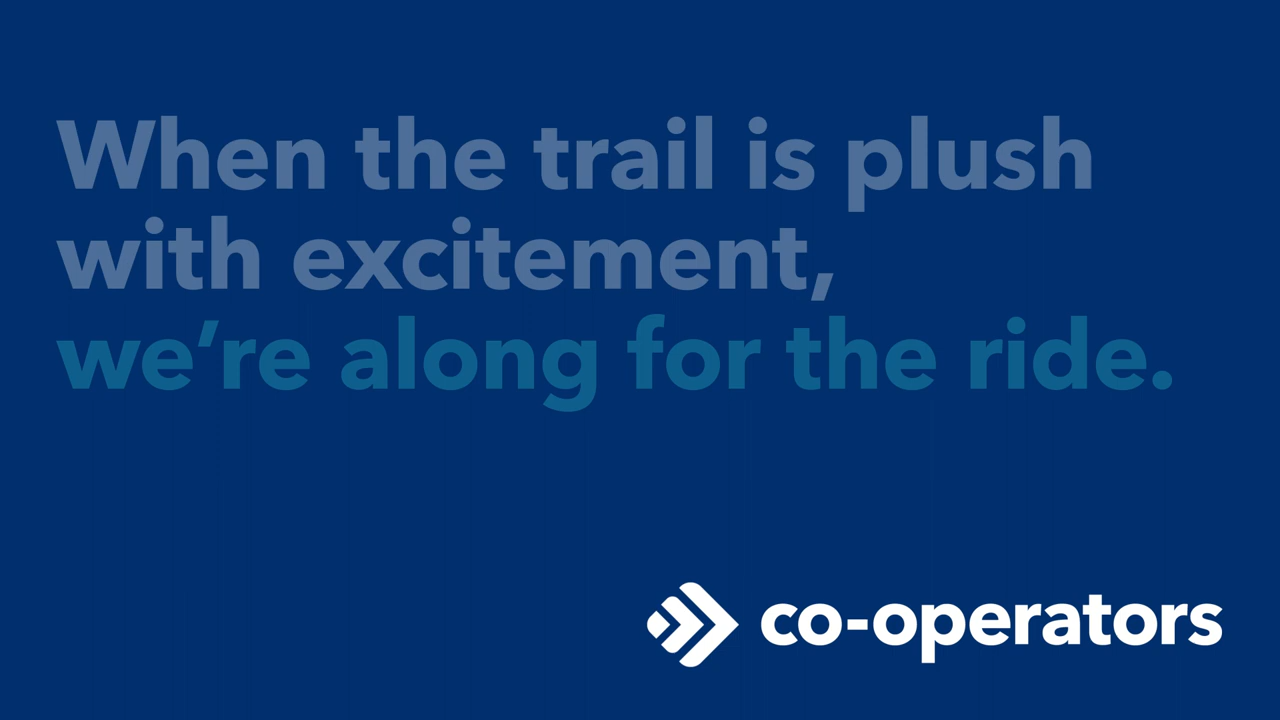 When the trail is plush
with excitement,
we’re along for the ride.
co-operators